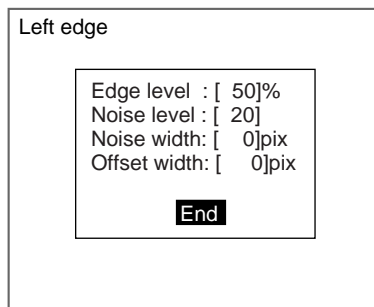 Left edge
Edge level : [ 50]%
Noise level : [ 20]
Noise width: [ 0]pix
Offset width: [ 0]pix
End